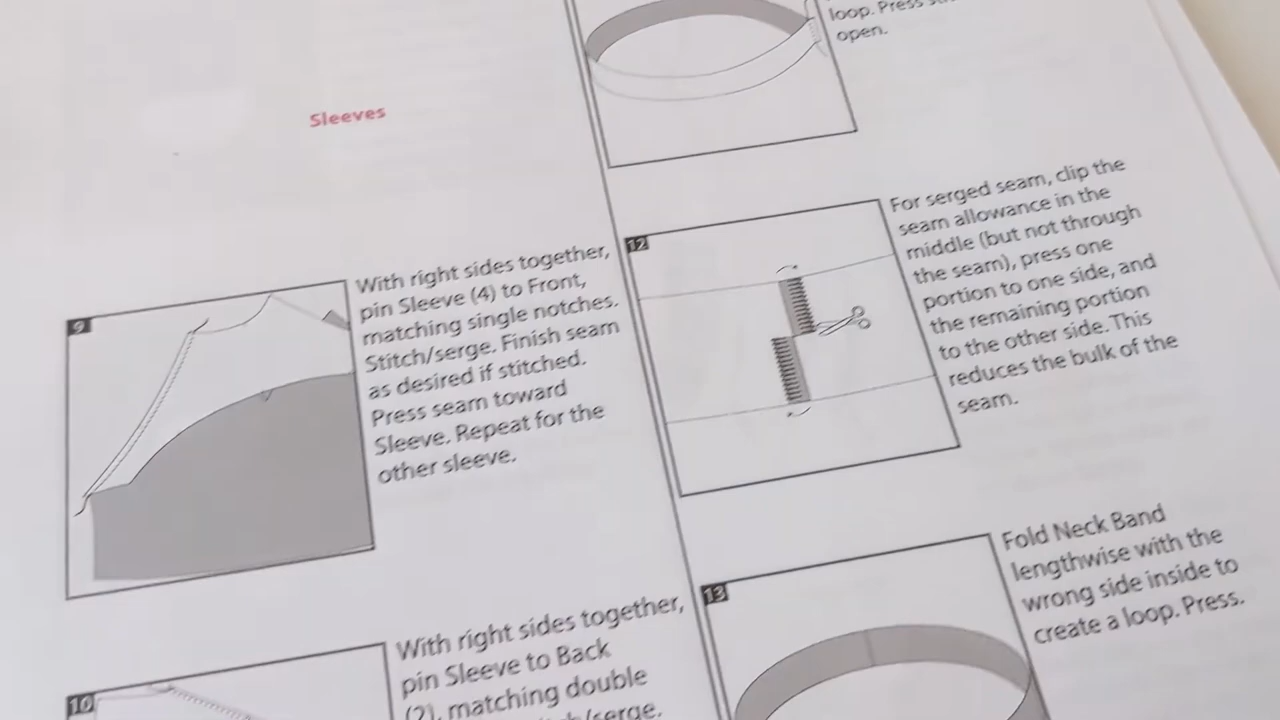 Sleeves
9
With right sides together,
pin Sleeve (4) to Front,
matching single notches.
Stitch/serge. Finish seam
as desired if stitched.
Press seam toward
Sleeve. Repeat for the
other sleeve.
10
With right sides together,
pin Sleeve to Back
(2), matching double
loop. Press
open.
12
For serged seam, clip the
seam allowance in the
middle (but not through
the seam), press one
portion to one side, and
the remaining portion
to the other side. This
reduces the bulk of the
seam.
13
Fold Neck Band
lengthwise with the
wrong side inside to
create a loop. Press.